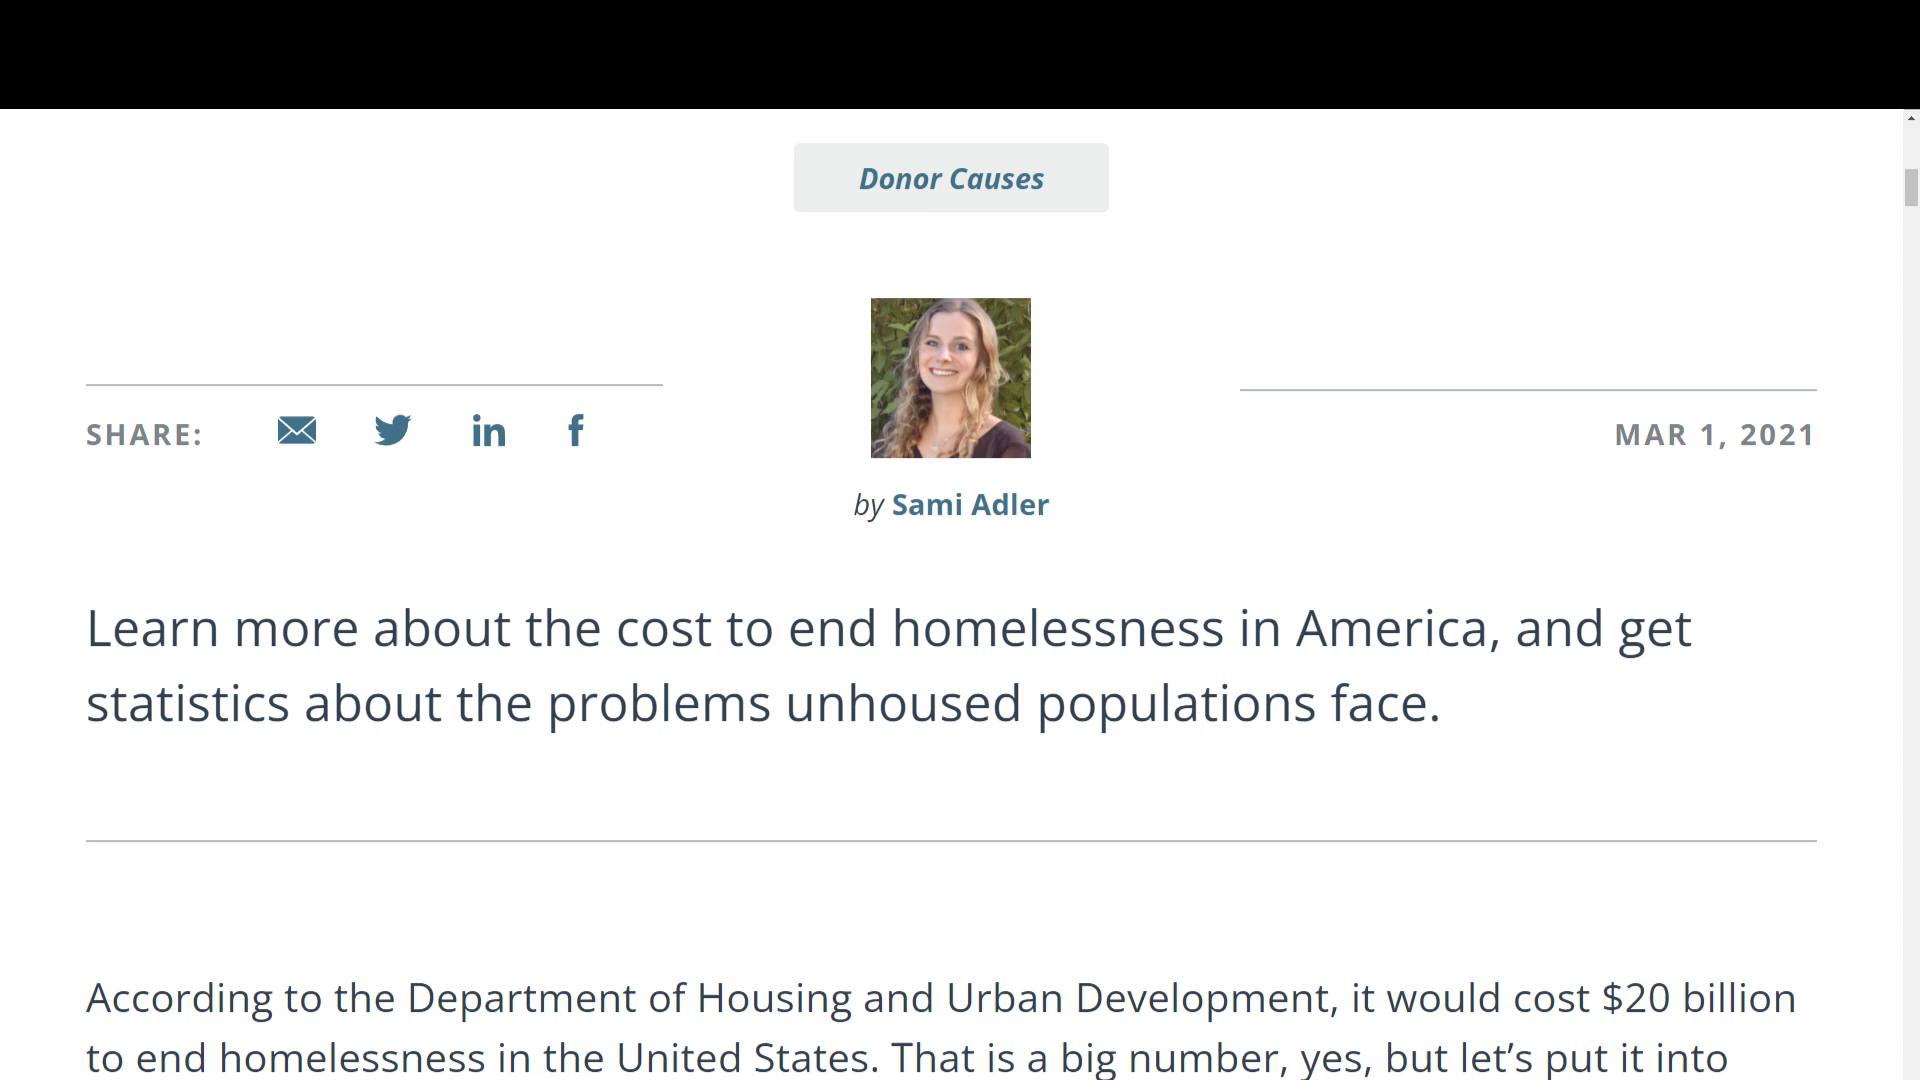 Donor Causes
SHARE:
MAR 1, 2021
by Sami Adler
Learn more about the cost to end homelessness in America, and get
statistics about the problems unhoused populations face.
According to the Department of Housing and Urban Development, it would cost $20 billion
to end homelessness in the United States. That is a big number, yes, but let’s put it into